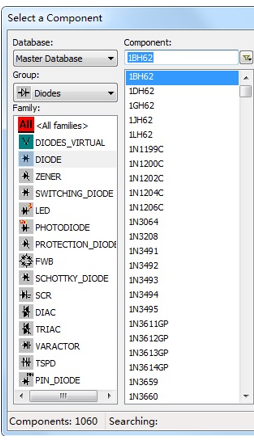 Select a Component
Database:
Master Database
Group:
Diodes
Family:
All <All families>
DIODES_VIRTUAL
DIODE
ZENER
SWITCHING_DIODE
LED
PHOTODIODE
PROTECTION_DIODE
FWB
SCHOTTKY_DIODE
SCR
DIAC
TRIAC
VARACTOR
TSPD
PIN_DIODE
Component:
1BH62
1BH62
1DH62
1GH62
1JH62
1LH62
1N1199C
1N1200C
1N1202C
1N1204C
1N1206C
1N3064
1N3208
1N3491
1N3492
1N3493
1N3494
1N3495
1N3611GP
1N3612GP
1N3613GP
1N3614GP
1N3659
1N3660
Components: 1060 Searching: